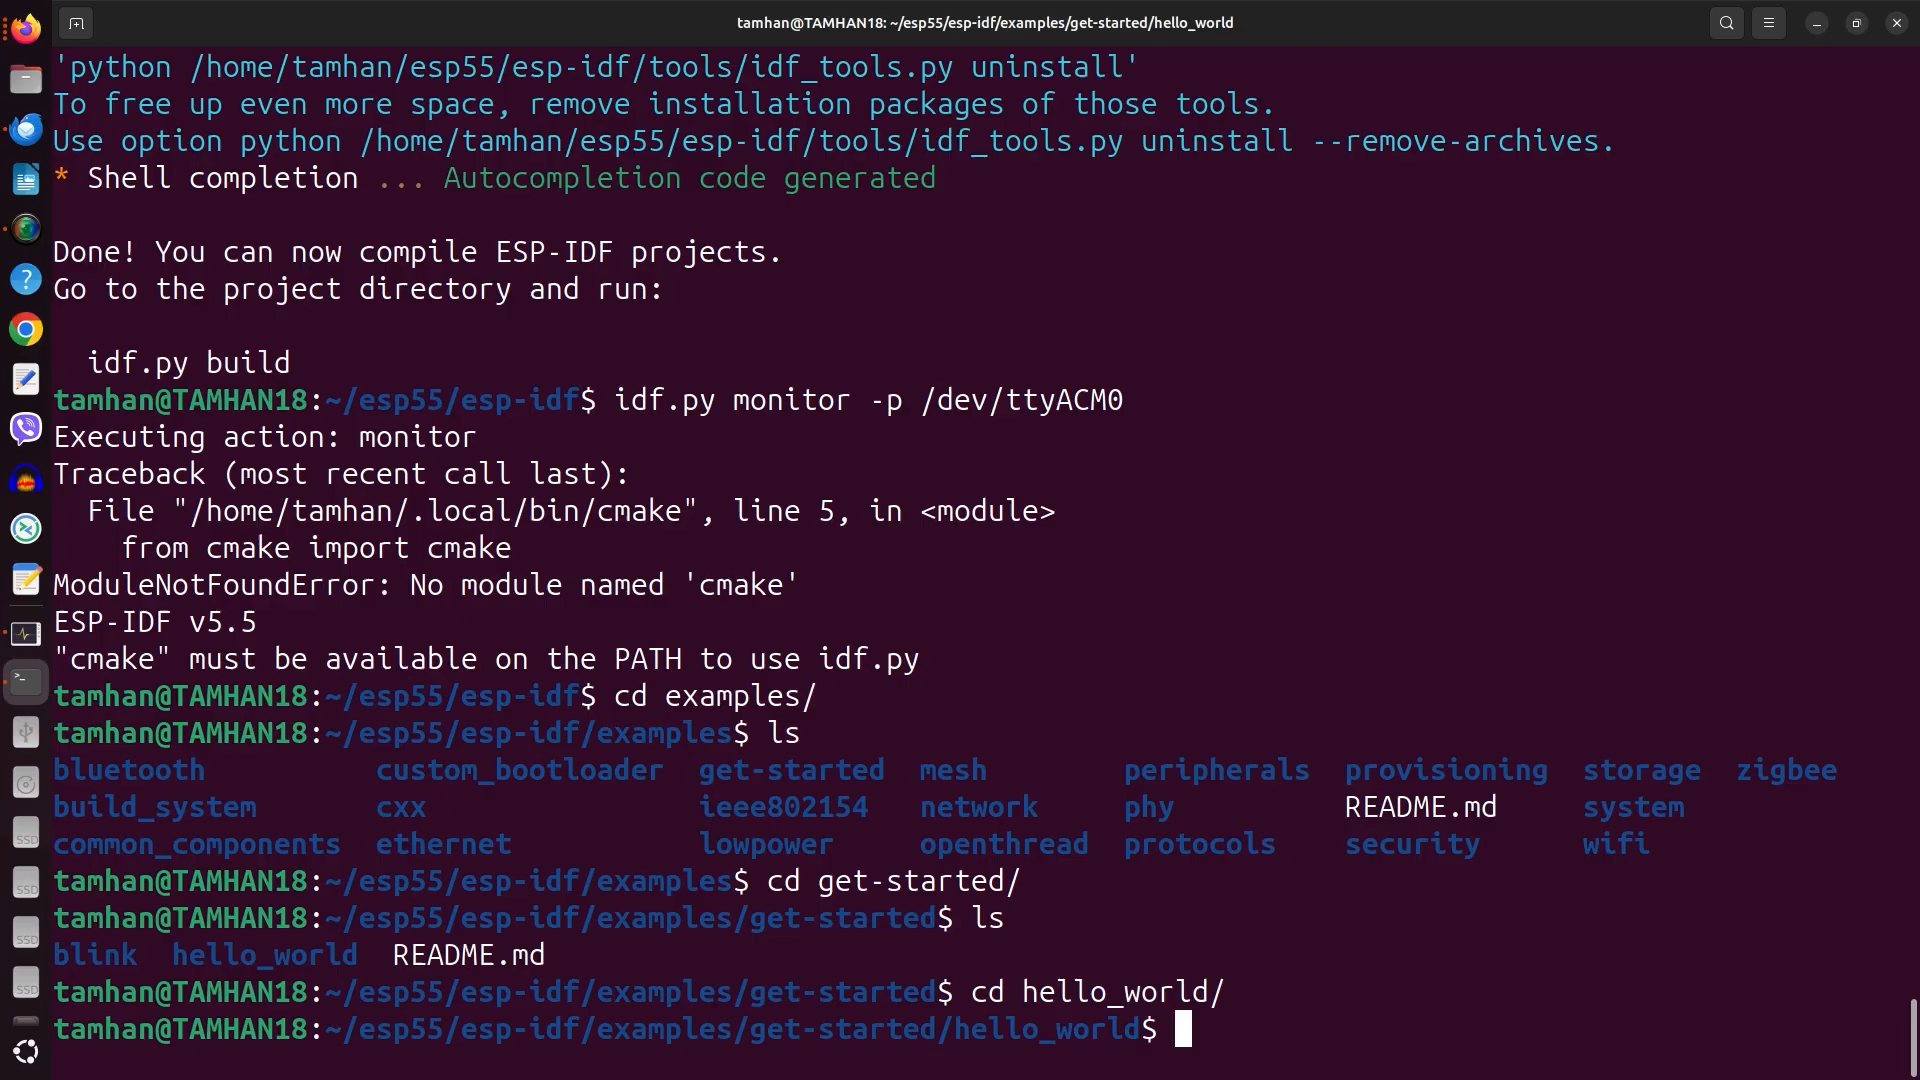 tamhan@TAMHAN18: ~/esp55/esp-idf/examples/get-started/hello_world
'python /home/tamhan/esp55/esp-idf/tools/idf_tools.py uninstall'
To free up even more space, remove installation packages of those tools.
Use option python /home/tamhan/esp55/esp-idf/tools/idf_tools.py uninstall --remove-archives.
* Shell completion ... Autocompletion code generated
Done! You can now compile ESP-IDF projects.
Go to the project directory and run:
idf.py build
tamhan@TAMHAN18:~/esp55/esp-idf$ idf.py monitor -p /dev/ttyACM0
Executing action: monitor
Traceback (most recent call last):
File "/home/tamhan/.local/bin/cmake", line 5, in <module>
from cmake import cmake
ModuleNotFoundError: No module named 'cmake'
ESP-IDF v5.5
"cmake" must be available on the PATH to use idf.py
tamhan@TAMHAN18:~/esp55/esp-idf$ cd examples/
tamhan@TAMHAN18:~/esp55/esp-idf/examples$ ls
bluetooth custom_bootloader get-started mesh peripherals provisioning storage zigbee
build_system cxx ieee802154 network phy README.md system
common_components ethernet lowpower openthread protocols security wifi
tamhan@TAMHAN18:~/esp55/esp-idf/examples$ cd get-started/
tamhan@TAMHAN18:~/esp55/esp-idf/examples/get-started$ ls
blink hello_world README.md
tamhan@TAMHAN18:~/esp55/esp-idf/examples/get-started$ cd hello_world/
tamhan@TAMHAN18:~/esp55/esp-idf/examples/get-started/hello_world$
SSD
SSD
SSD
SSD